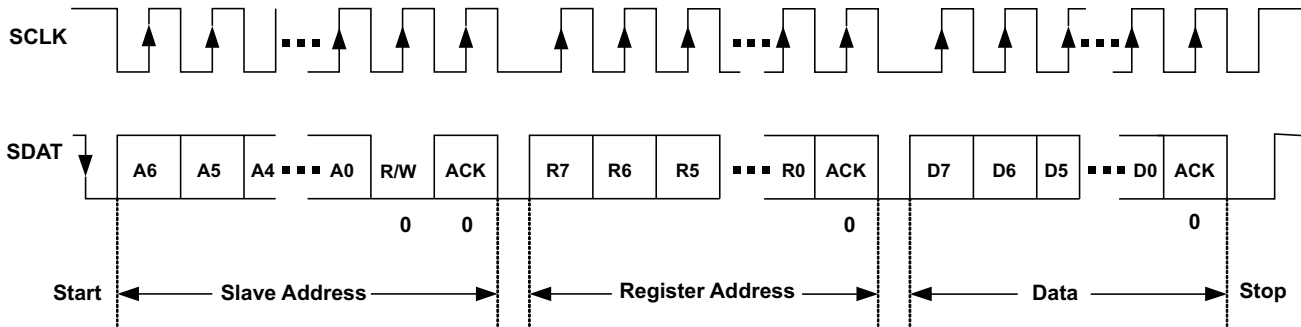 SCLK
SDAT
A6 A5 A4 A0 R/W ACK R7 R6 R5 R0 ACK D7 D6 D5 D0 ACK
0 0 0 0
Start Slave Address Register Address Data Stop